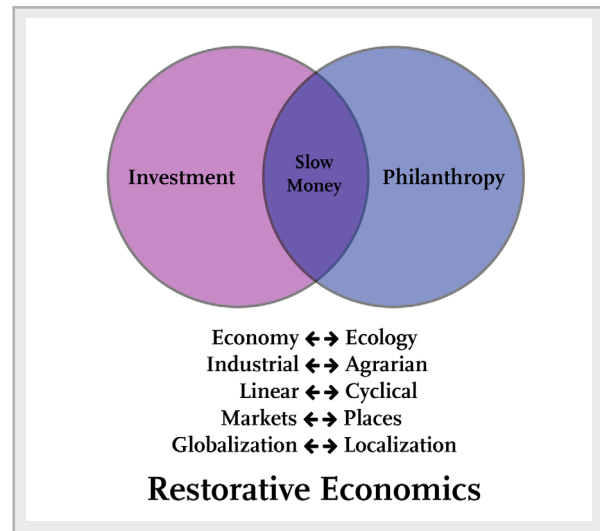 Investment
Slow
Money
Philanthropy
Economy ↔ Ecology
Industrial ↔ Agrarian
Linear ↔ Cyclical
Markets ↔ Places
Globalization ↔ Localization
Restorative Economics